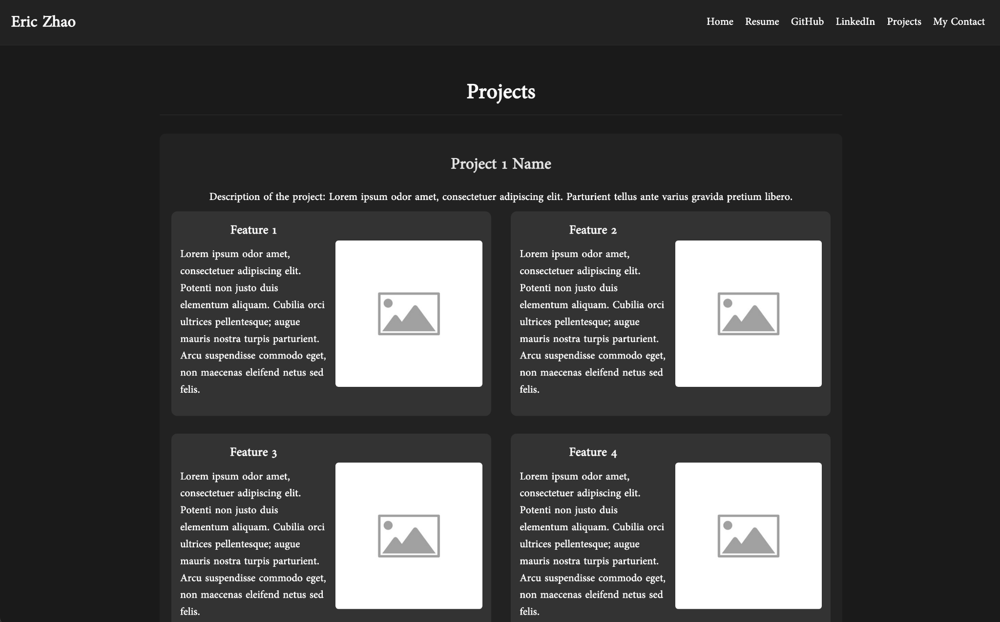 Eric Zhao
Home Resume GitHub LinkedIn Projects My Contact
Projects
Project 1 Name
Description of the project: Lorem ipsum odor amet, consectetuer adipiscing elit. Parturient tellus ante varius gravida pretium libero.
Feature 1
Lorem ipsum odor amet,
consectetuer adipiscing elit.
Potenti non justo duis
elementum aliquam. Cubilia orci
ultrices pellentesque; augue
mauris nostra turpis parturient.
Arcu suspendisse commodo eget,
non maecenas eleifend netus sed
felis.
Feature 2
Lorem ipsum odor amet,
consectetuer adipiscing elit.
Potenti non justo duis
elementum aliquam. Cubilia orci
ultrices pellentesque; augue
mauris nostra turpis parturient.
Arcu suspendisse commodo eget,
non maecenas eleifend netus sed
felis.
Feature 3
Lorem ipsum odor amet,
consectetuer adipiscing elit.
Potenti non justo duis
elementum aliquam. Cubilia orci
ultrices pellentesque; augue
mauris nostra turpis parturient.
Arcu suspendisse commodo eget,
non maecenas eleifend netus sed
felis.
Feature 4
Lorem ipsum odor amet,
consectetuer adipiscing elit.
Potenti non justo duis
elementum aliquam. Cubilia orci
ultrices pellentesque; augue
mauris nostra turpis parturient.
Arcu suspendisse commodo eget,
non maecenas eleifend netus sed
felis.